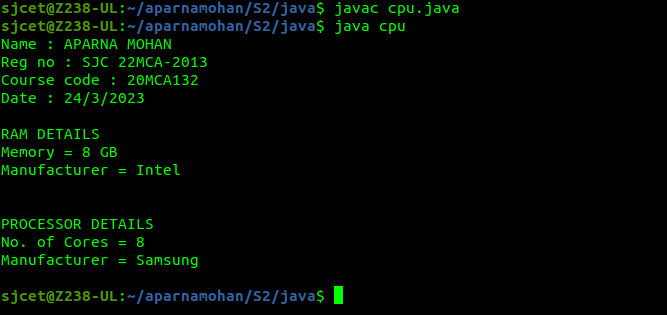 sjcet@Z238-UL:~/aparnamohan/S2/java$ javac cpu.java
sjcet@Z238-UL:~/aparnamohan/S2/java$ java cpu
Name : APARNA MOHAN
Reg no : SJC 22MCA-2013
Course code : 20MCA132
Date : 24/3/2023
RAM DETAILS
Memory = 8 GB
Manufacturer = Intel
PROCESSOR DETAILS
No. of Cores = 8
Manufacturer = Samsung
sjcet@Z238-UL:~/aparnamohan/S2/java$